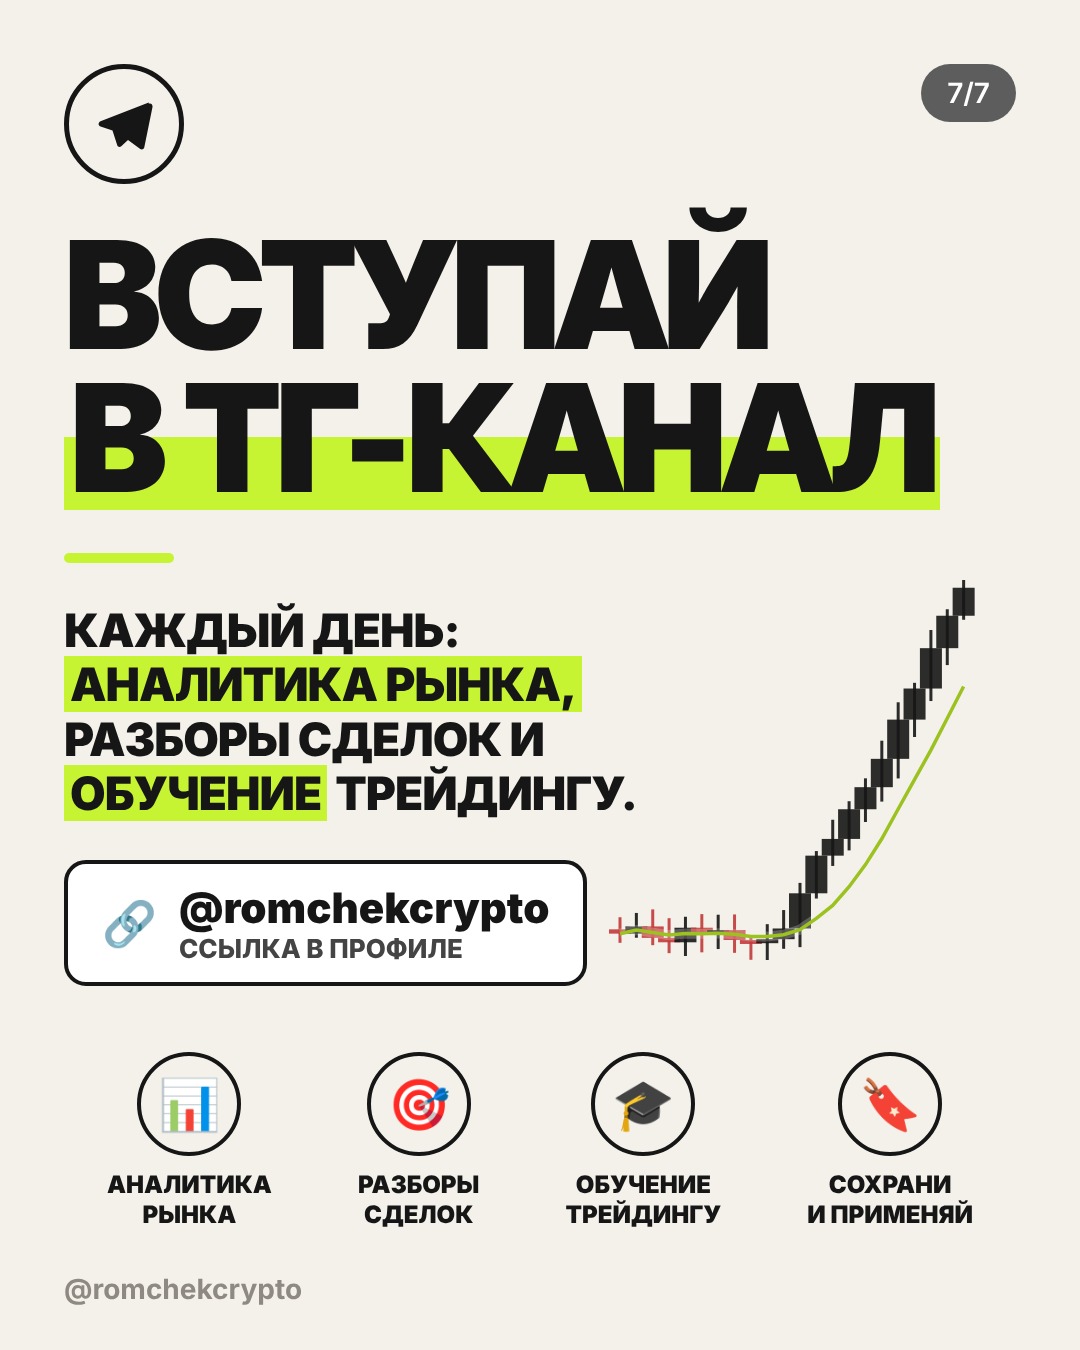 7/7
ВСТУПАЙ
В ТГ-КАНАЛ
КАЖДЫЙ ДЕНЬ:
АНАЛИТИКА РЫНКА,
РАЗБОРЫ СДЕЛОК И
ОБУЧЕНИЕ ТРЕЙДИНГУ.
@romchekcrypto
ССЫЛКА В ПРОФИЛЕ
АНАЛИТИКА
РЫНКА
РАЗБОРЫ
СДЕЛОК
ОБУЧЕНИЕ
ТРЕЙДИНГУ
СОХРАНИ
И ПРИМЕНЯЙ
@romchekcrypto